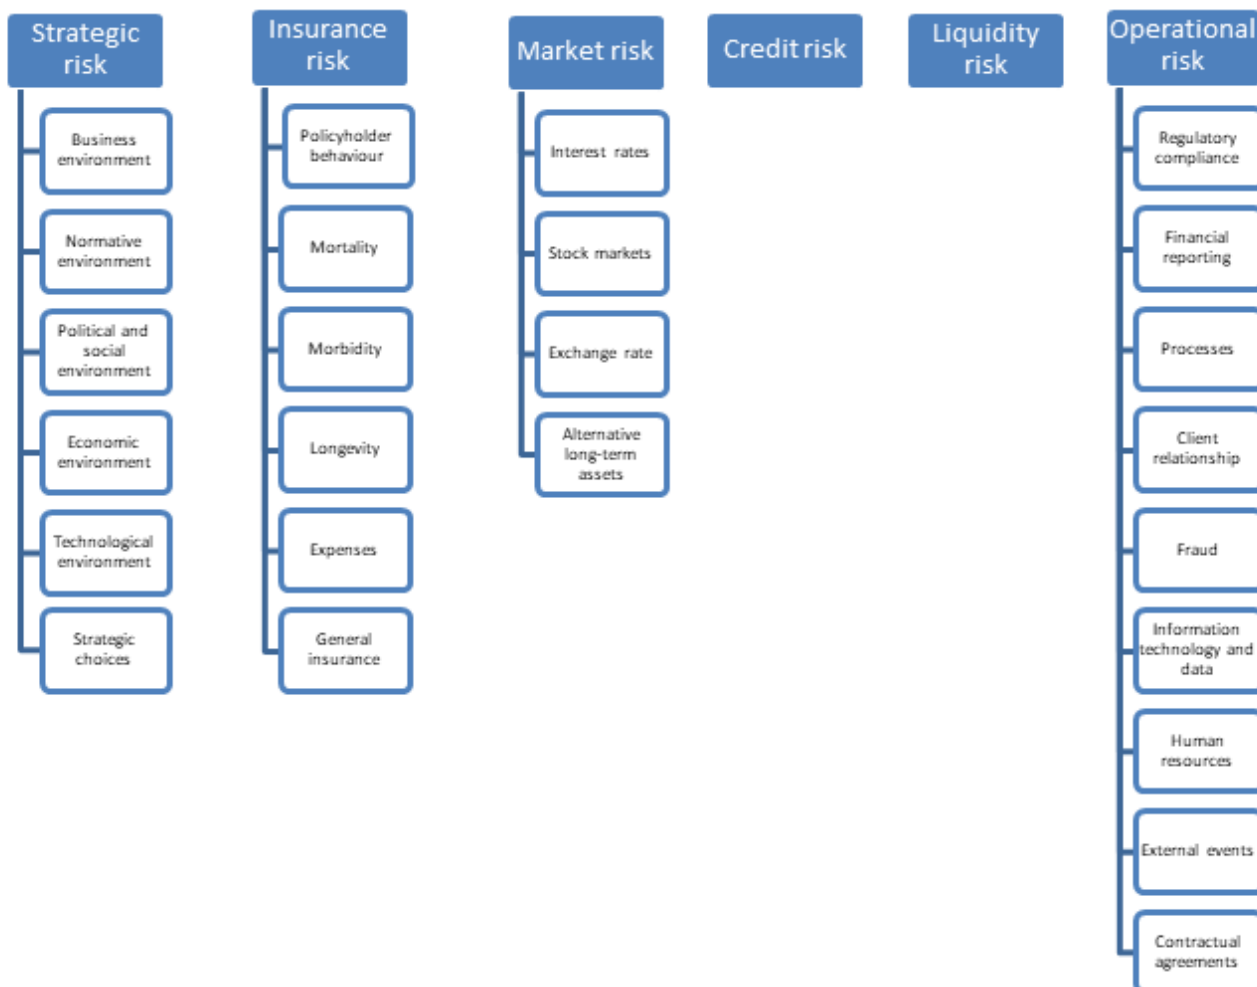 Strategic
risk
Business
environment
Normative
environment
Political and
social
environment
Economic
environment
Technological
environment
Strategic
choices
Insurance
risk
Policyholder
behaviour
Mortality
Morbidity
Longevity
Expenses
General
insurance
Market risk
Interest rates
Stock markets
Exchange rate
Alternative
long-term
assets
Credit risk
Liquidity
risk
Operational
risk
Regulatory
compliance
Financial
reporting
Processes
Client
relationship
Fraud
Information
technology and
data
Human
resources
External events
Contractual
agreements